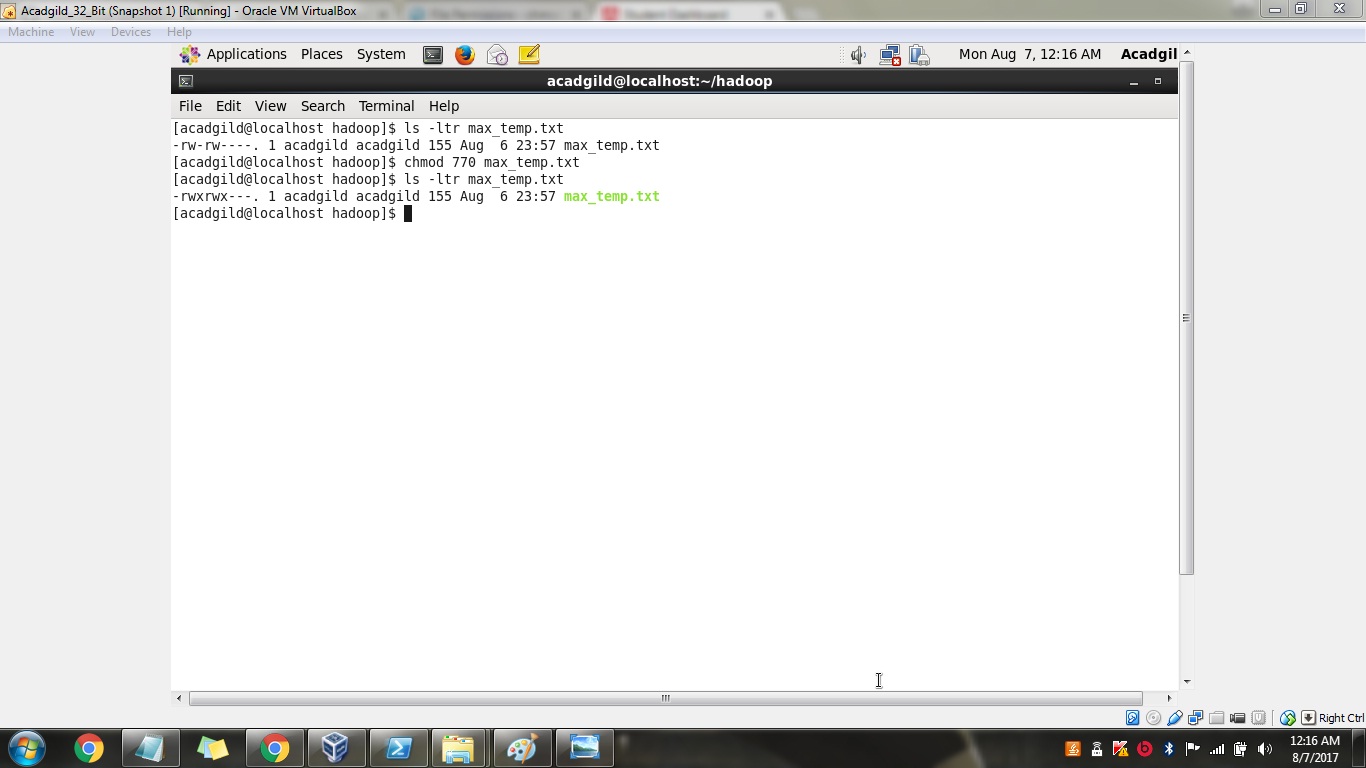 Acadgild_32_Bit (Snapshot 1) [Running] - Oracle VM VirtualBox
Machine View Devices Help
Applications Places System Mon Aug 7, 12:16 AM Acadgil
acadgild@localhost:~/hadoop
File Edit View Search Terminal Help
[acadgild@localhost hadoop]$ ls -ltr max_temp.txt
-rw-rw----. 1 acadgild acadgild 155 Aug  6 23:57 max_temp.txt
[acadgild@localhost hadoop]$ chmod 770 max_temp.txt
[acadgild@localhost hadoop]$ ls -ltr max_temp.txt
-rwxrwx---. 1 acadgild acadgild 155 Aug  6 23:57 max_temp.txt
[acadgild@localhost hadoop]$
Right Ctrl
12:16 AM
8/7/2017